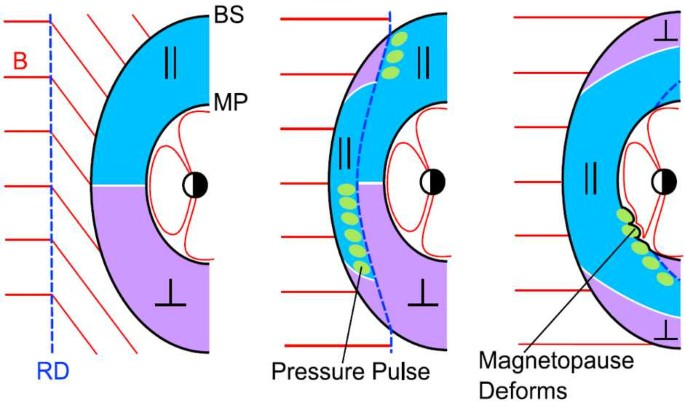 BS
B
||
MP
⊥
RD
||
||
⊥
Pressure Pulse
⊥
||
⊥
Magnetopause
Deforms